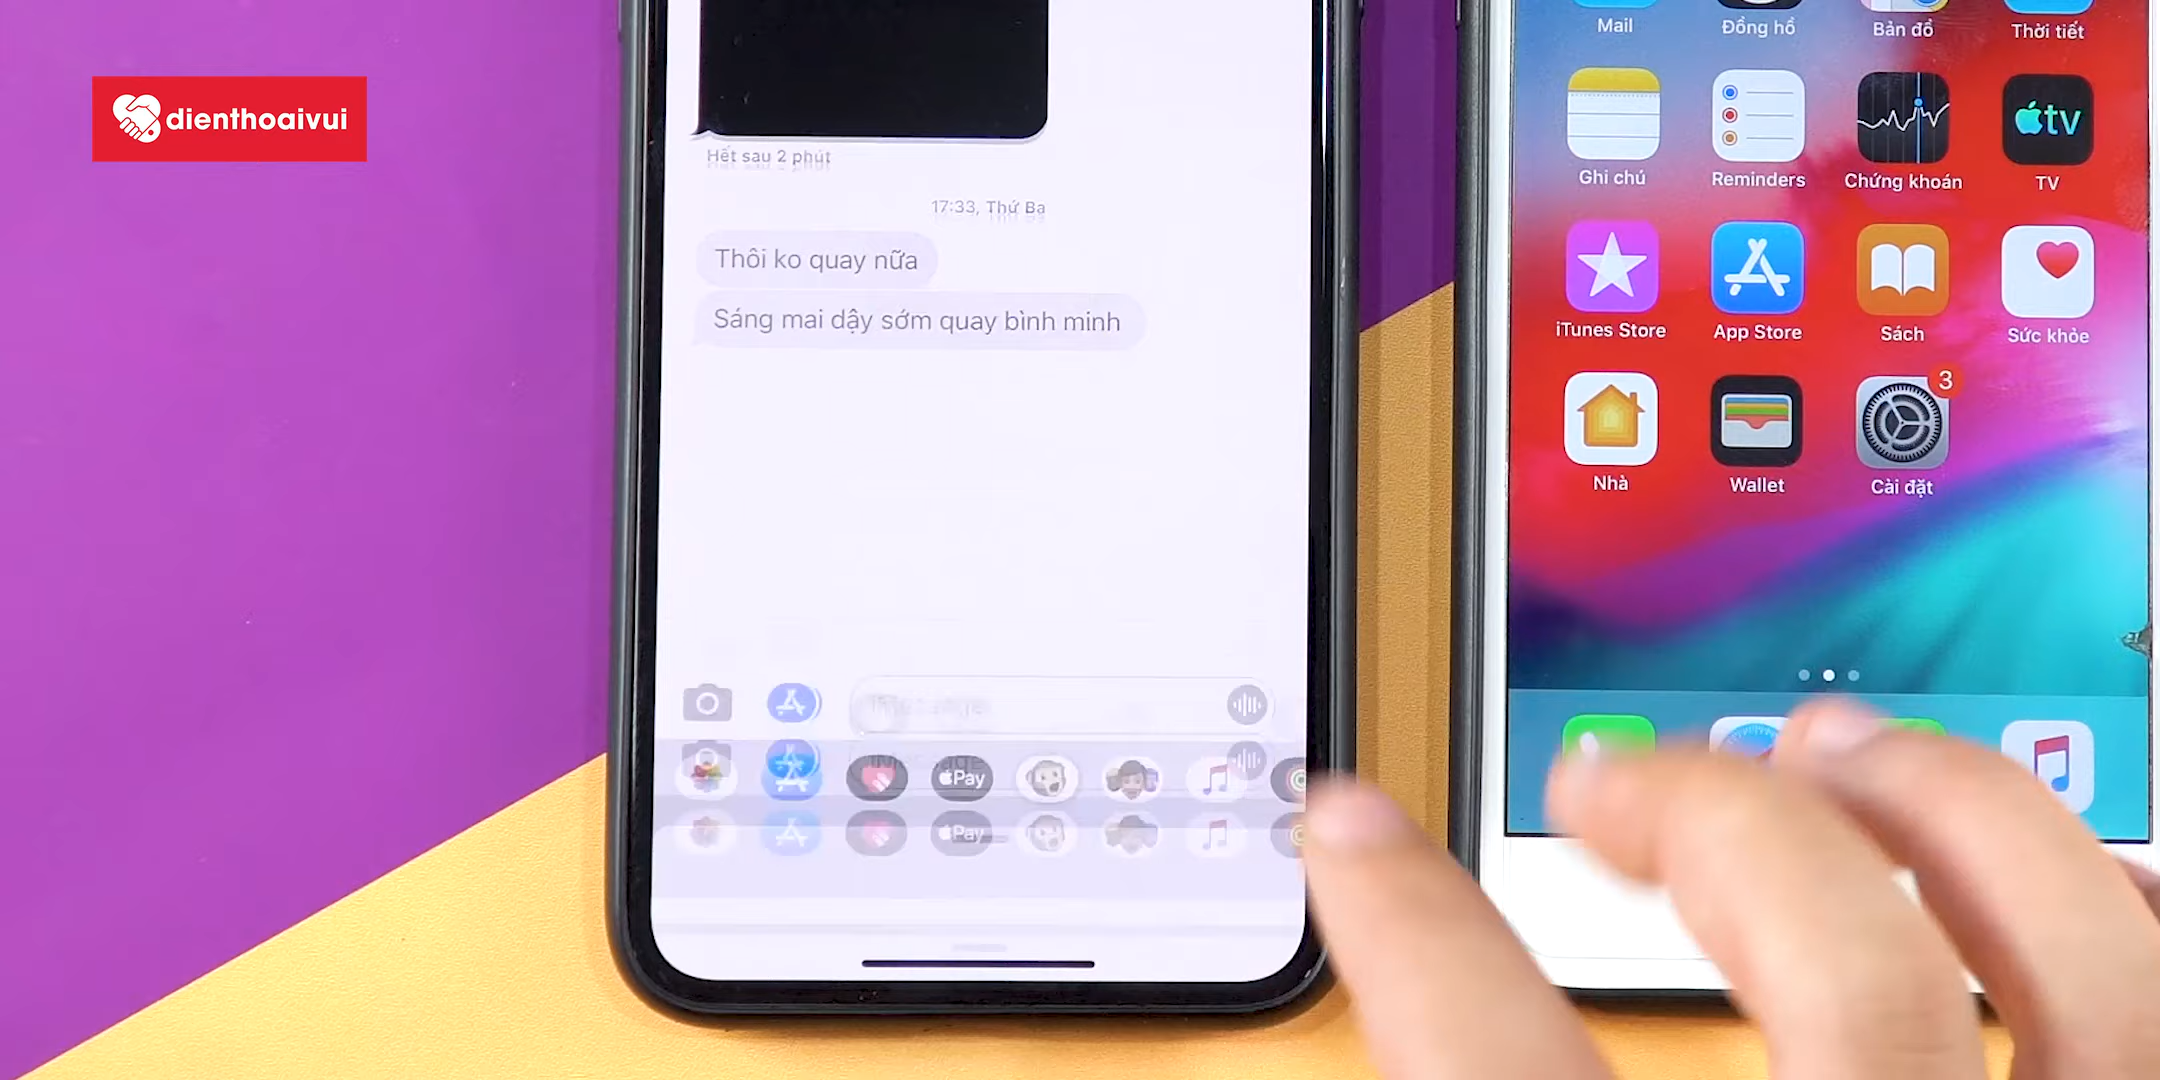 dienthoaivui
Hết sau 2 phút
17:33, Thứ Ba
Thôi ko quay nữa
Sáng mai dậy sớm quay bình minh
iMessage
Pay
Pay
Mail
Đồng hồ
Bản đồ
Thời tiết
Ghi chú
Reminders
Chứng khoán
tv
TV
iTunes Store
App Store
Sách
Sức khỏe
3
Nhà
Wallet
Cài đặt